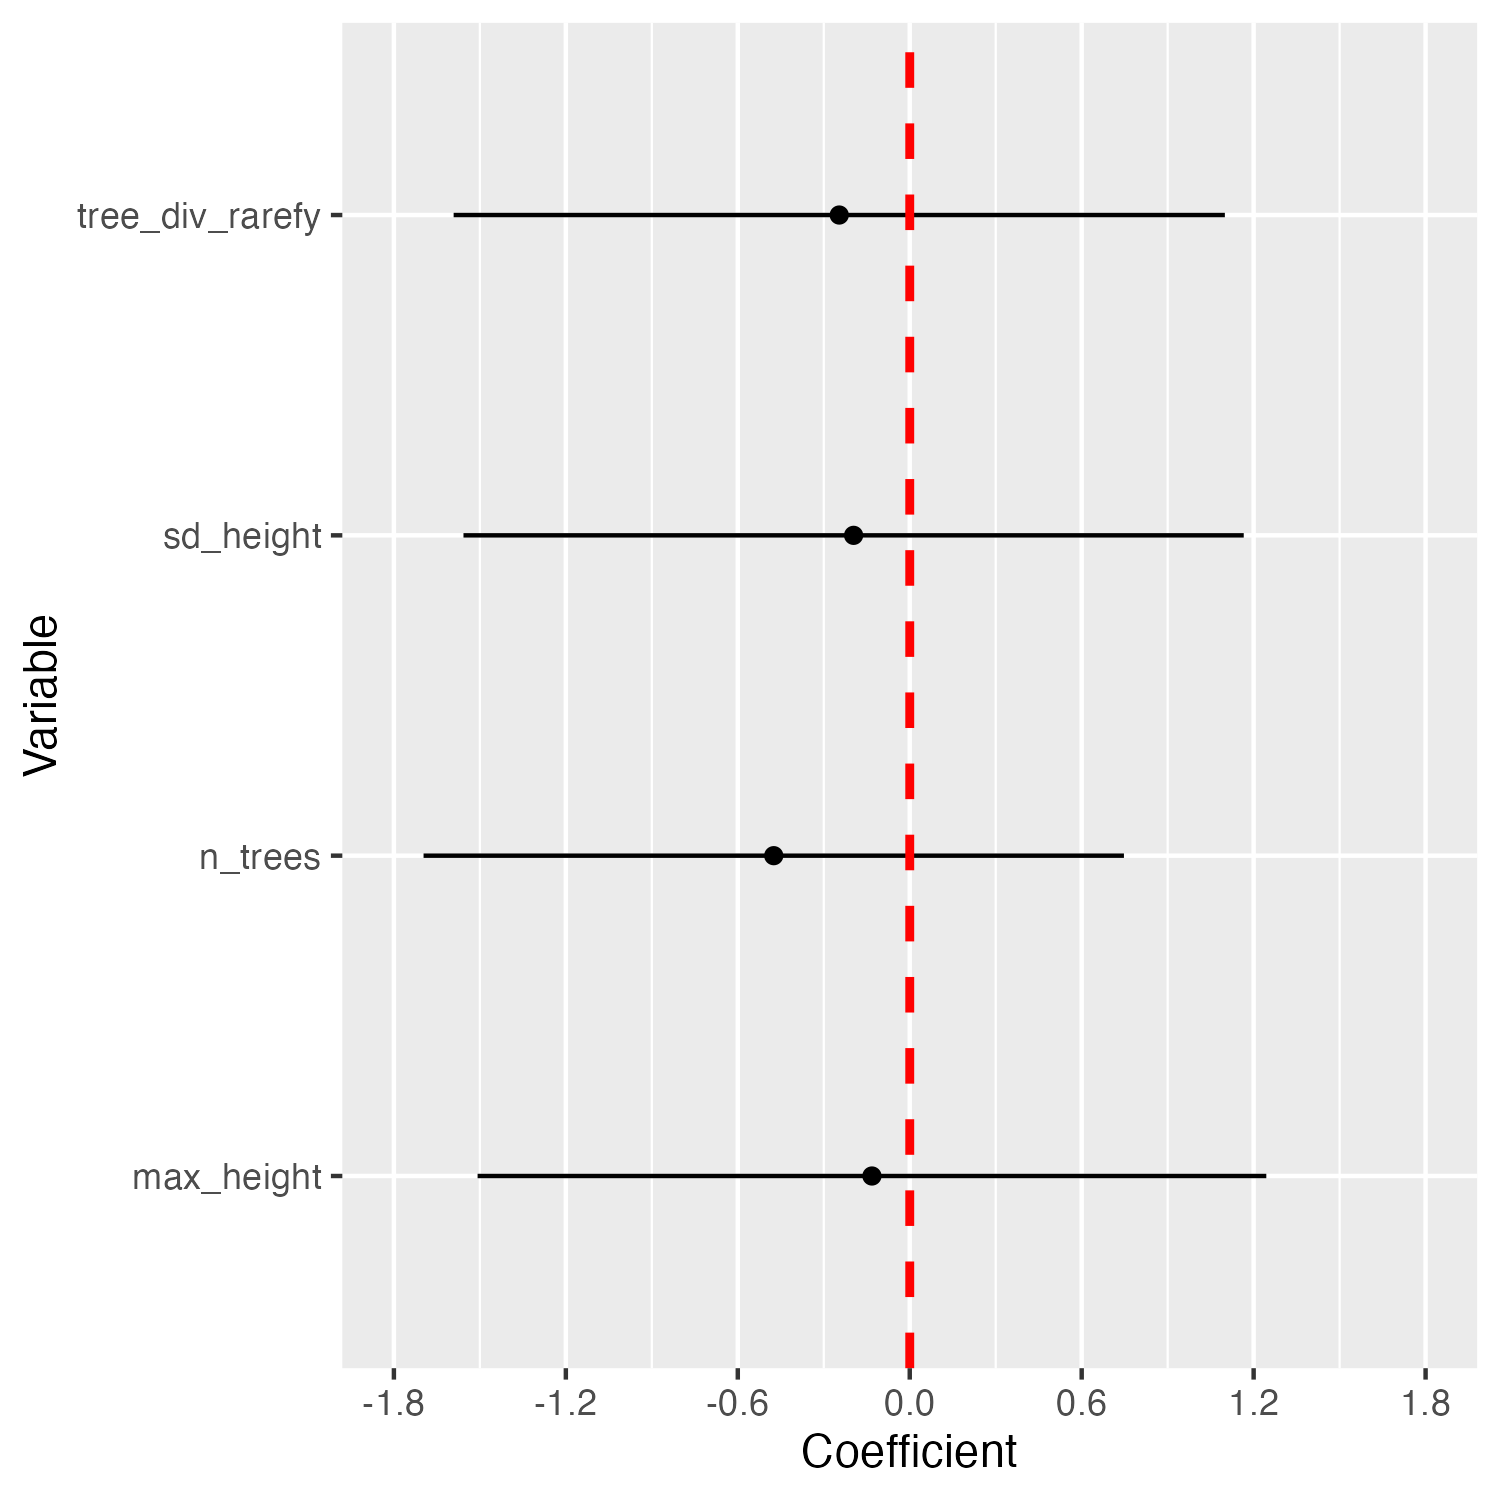 Variable
tree_div_rarefy
sd_height
n_trees
max_height
-1.8 -1.2 -0.6 0.0 0.6 1.2 1.8
Coefficient